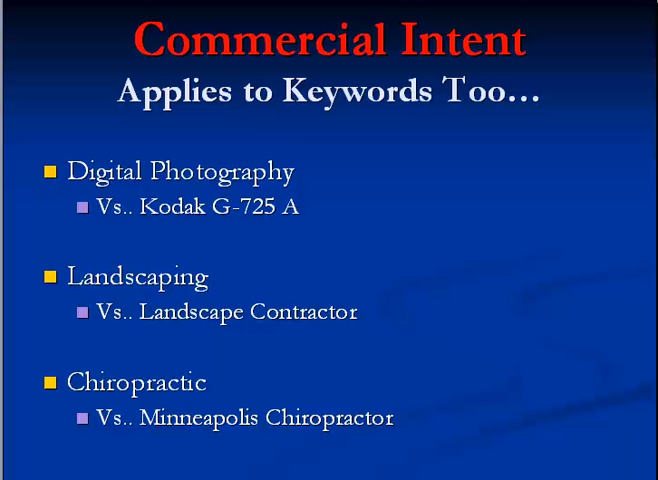 Commercial Intent
Applies to Keywords Too...
Digital Photography
Vs.. Kodak G-725 A
Landscaping
Vs.. Landscape Contractor
Chiropractic
Vs.. Minneapolis Chiropractor